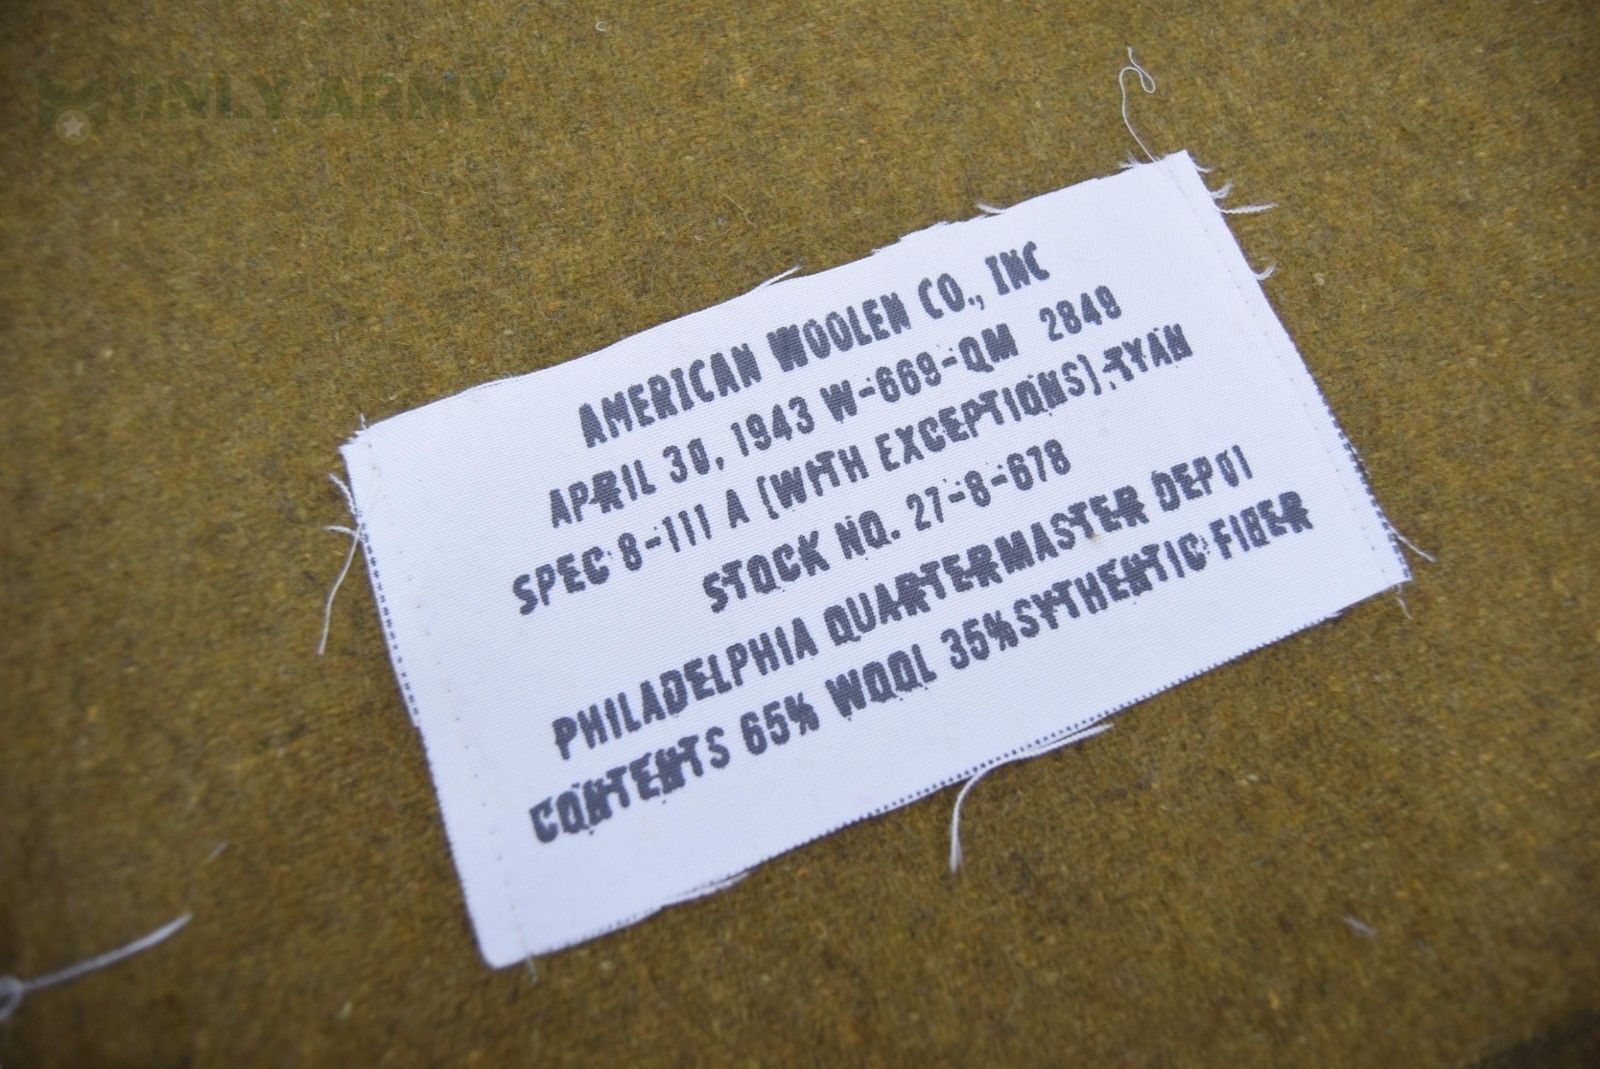 ONLY ARMY
AMERICAN WOOLEN CO., INC
APRIL 30, 1943 W-669-QM 2849
SPEC 8-111 A (WITH EXCEPTIONS).TYAN
STOCK NO. 27-8-678
PHILADELPHIA QUARTERMASTER DEPOT
CONTENTS 65% WOOL 35%SYTHENTIC FIBER